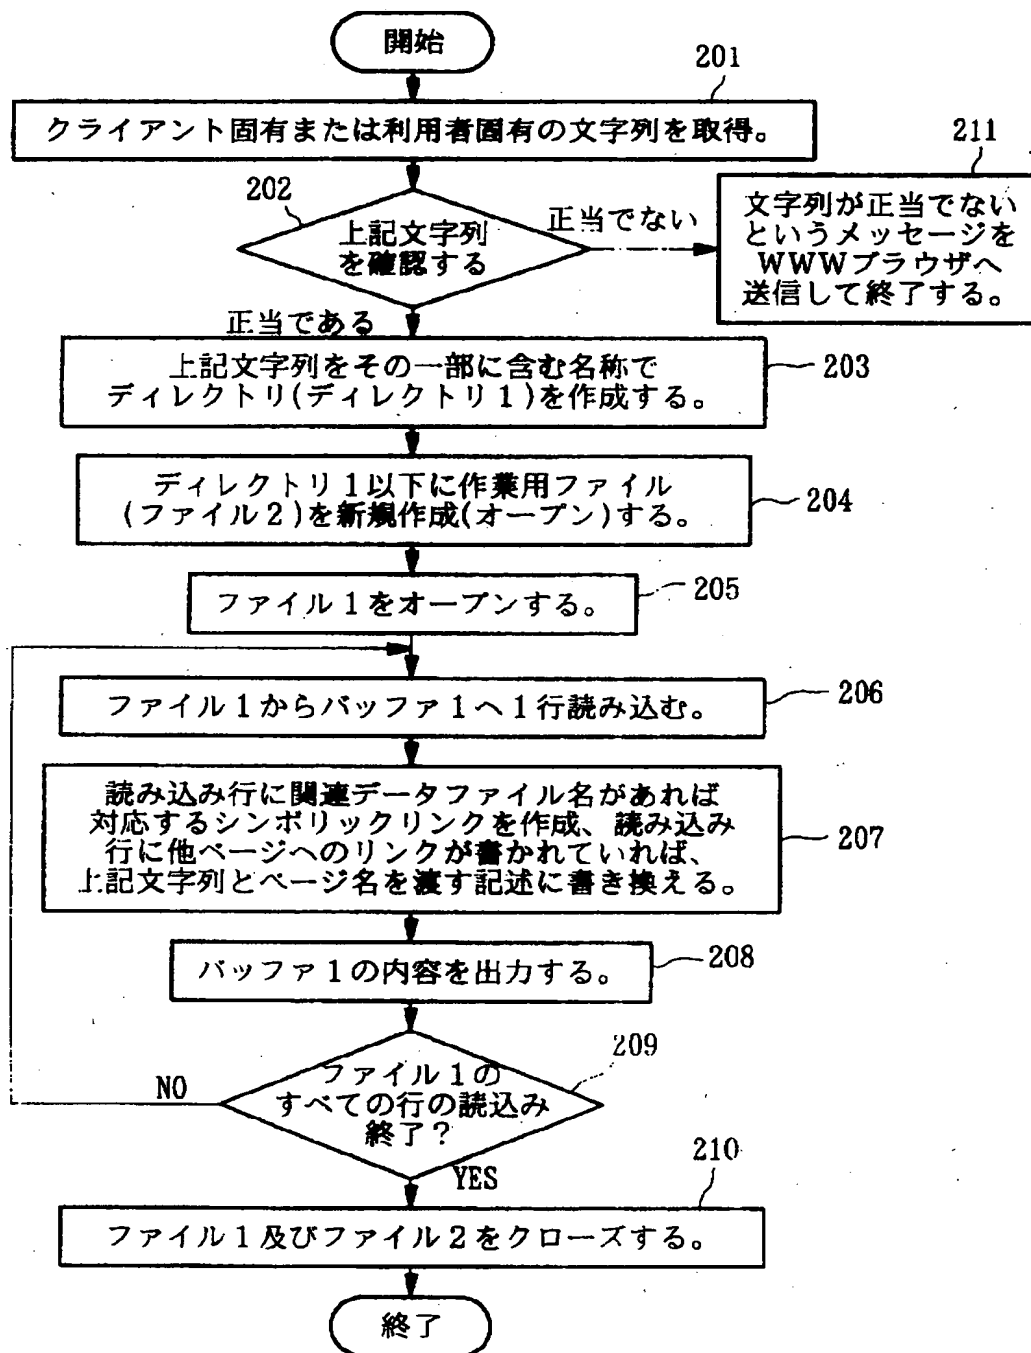 開始
201
クライアント固有または利用者固有の文字列を取得。
211
202
上記文字列
を確認する
正当でない
文字列が正当でない
というメッセージを
WWWブラウザへ
送信して終了する。
正当である
上記文字列をその一部に含む名称で
ディレクトリ(ディレクトリ1)を作成する。
203
ディレクトリ1以下に作業用ファイル
(ファイル2)を新規作成(オープン)する。
204
ファイル1をオープンする。
205
ファイル1からバッファ1へ1行読み込む。
206
読み込み行に関連データファイル名があれば
対応するシンボリックリンクを作成、読み込み
行に他ページへのリンクが書かれていれば、
上記文字列とページ名を渡す記述に書き換える。
207
バッファ1の内容を出力する。
208
209
ファイル1の
すべての行の読込み
終了?
NO
YES
210
ファイル1及びファイル2をクローズする。
終了